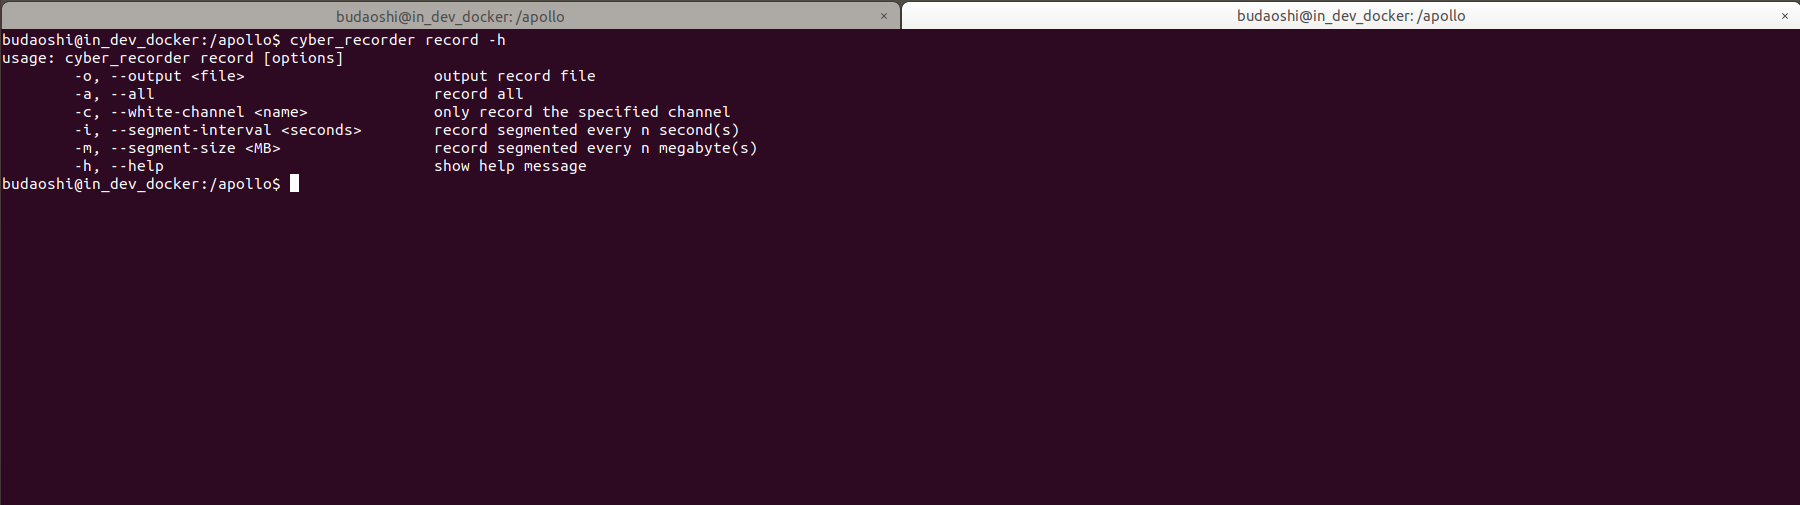 budaoshi@in_dev_docker: /apollo × budaoshi@in_dev_docker: /apollo ×
budaoshi@in_dev_docker:/apollo$ cyber_recorder record -h
usage: cyber_recorder record [options]
-o, --output <file> output record file
-a, --all record all
-c, --white-channel <name> only record the specified channel
-i, --segment-interval <seconds> record segmented every n second(s)
-m, --segment-size <MB> record segmented every n megabyte(s)
-h, --help show help message
budaoshi@in_dev_docker:/apollo$